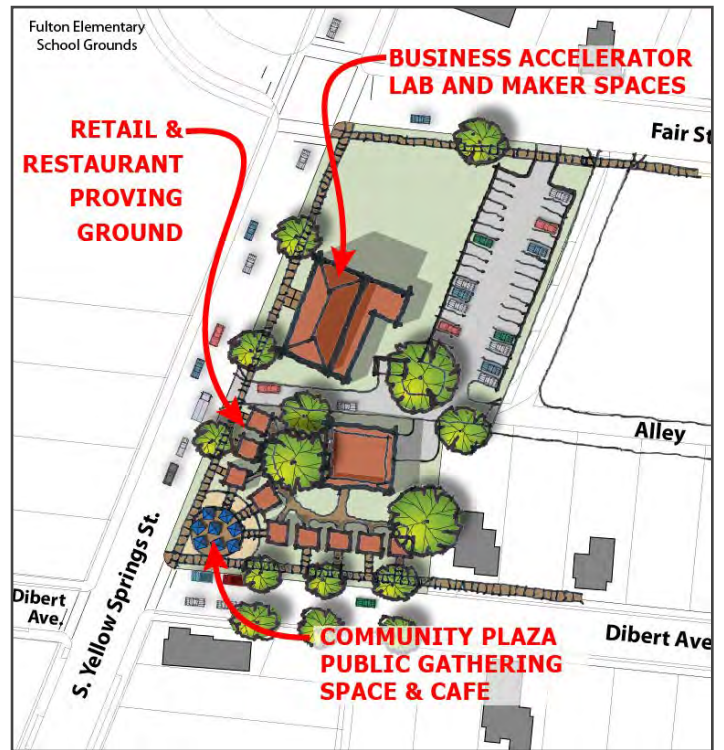 Fulton Elementary
School Grounds
BUSINESS ACCELERATOR
LAB AND MAKER SPACES
RETAIL &
RESTAURANT
PROVING
GROUND
Fair St
Alley
S. Yellow Springs St.
Dibert
Ave.
Dibert Ave
COMMUNITY PLAZA
PUBLIC GATHERING
SPACE & CAFE